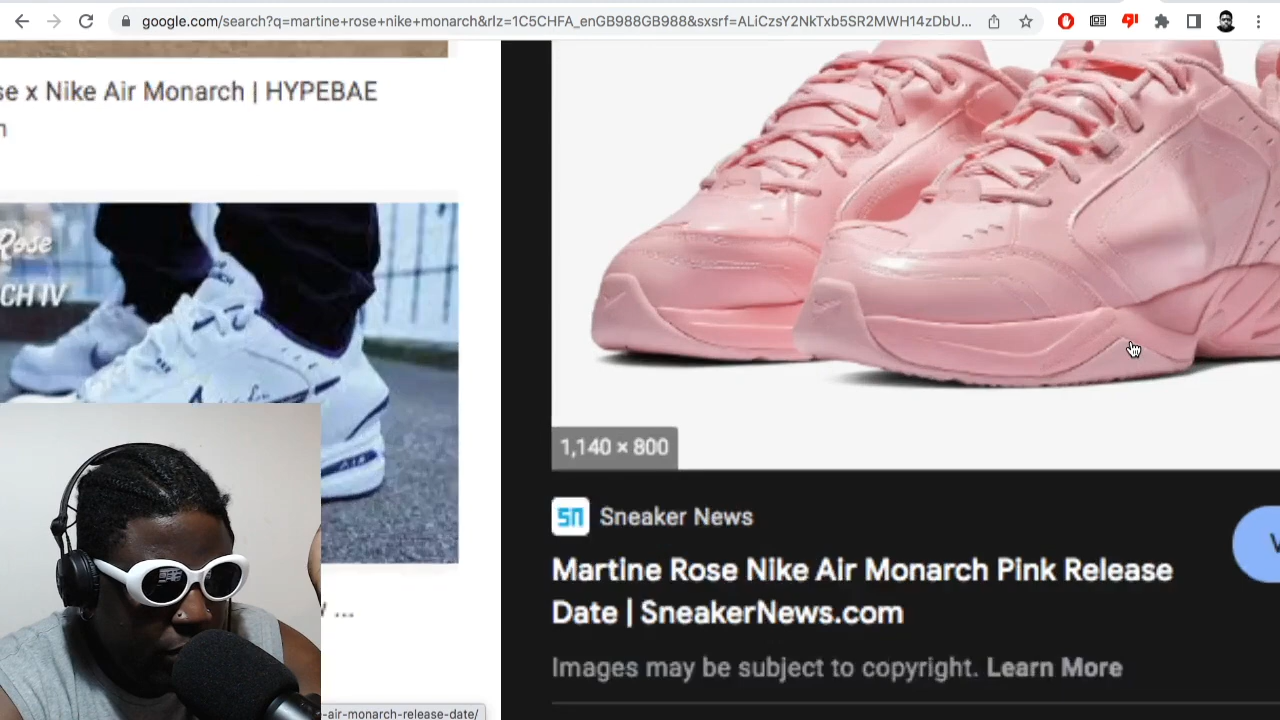 google.com/search?q=martine+rose+nike+monarch&rlz=1C5CHFA_enGB988GB988&sxsrf=ALiCzsY2NkTxb5SR2MWH14zDbU...
se x Nike Air Monarch | HYPEBAE
Rose
CH IV
AIR
1,140 × 800
SN Sneaker News
Martine Rose Nike Air Monarch Pink Release
Date | SneakerNews.com
Images may be subject to copyright. Learn More
-air-monarch-release-date/